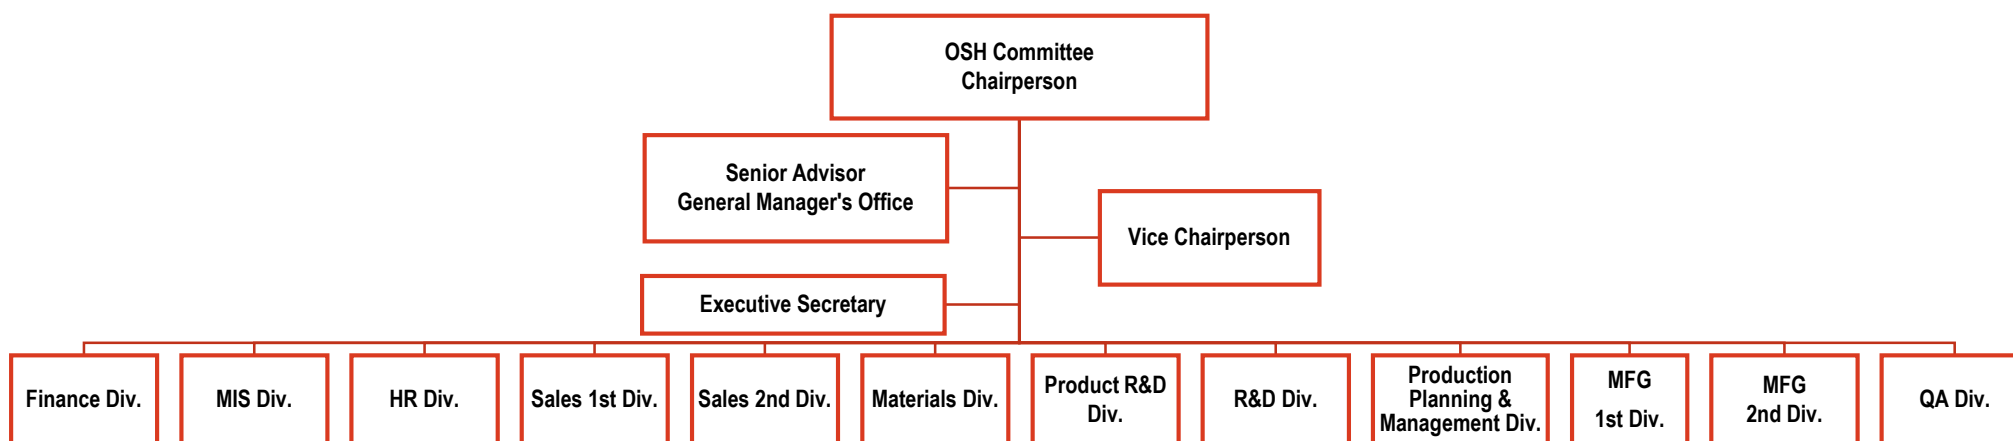 OSH Committee
Chairperson
Senior Advisor
General Manager's Office
Vice Chairperson
Executive Secretary
Finance Div.
MIS Div.
HR Div.
Sales 1st Div.
Sales 2nd Div.
Materials Div.
Product R&D
Div.
R&D Div.
Production
Planning &
Management Div.
MFG
1st Div.
MFG
2nd Div.
QA Div.